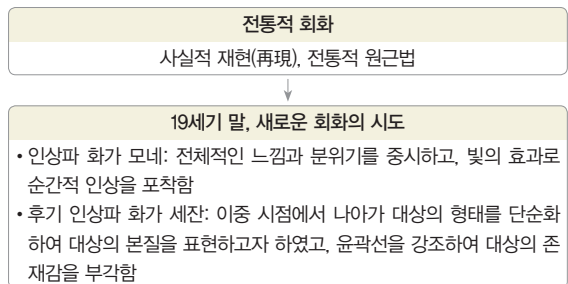 전통적 회화
사실적 재현(再現), 전통적 원근법
19세기 말, 새로운 회화의 시도
• 인상파 화가 모네: 전체적인 느낌과 분위기를 중시하고, 빛의 효과로
순간적 인상을 포착함
• 후기 인상파 화가 세잔: 이중 시점에서 나아가 대상의 형태를 단순화
하여 대상의 본질을 표현하고자 하였고, 윤곽선을 강조하여 대상의 존
재감을 부각함